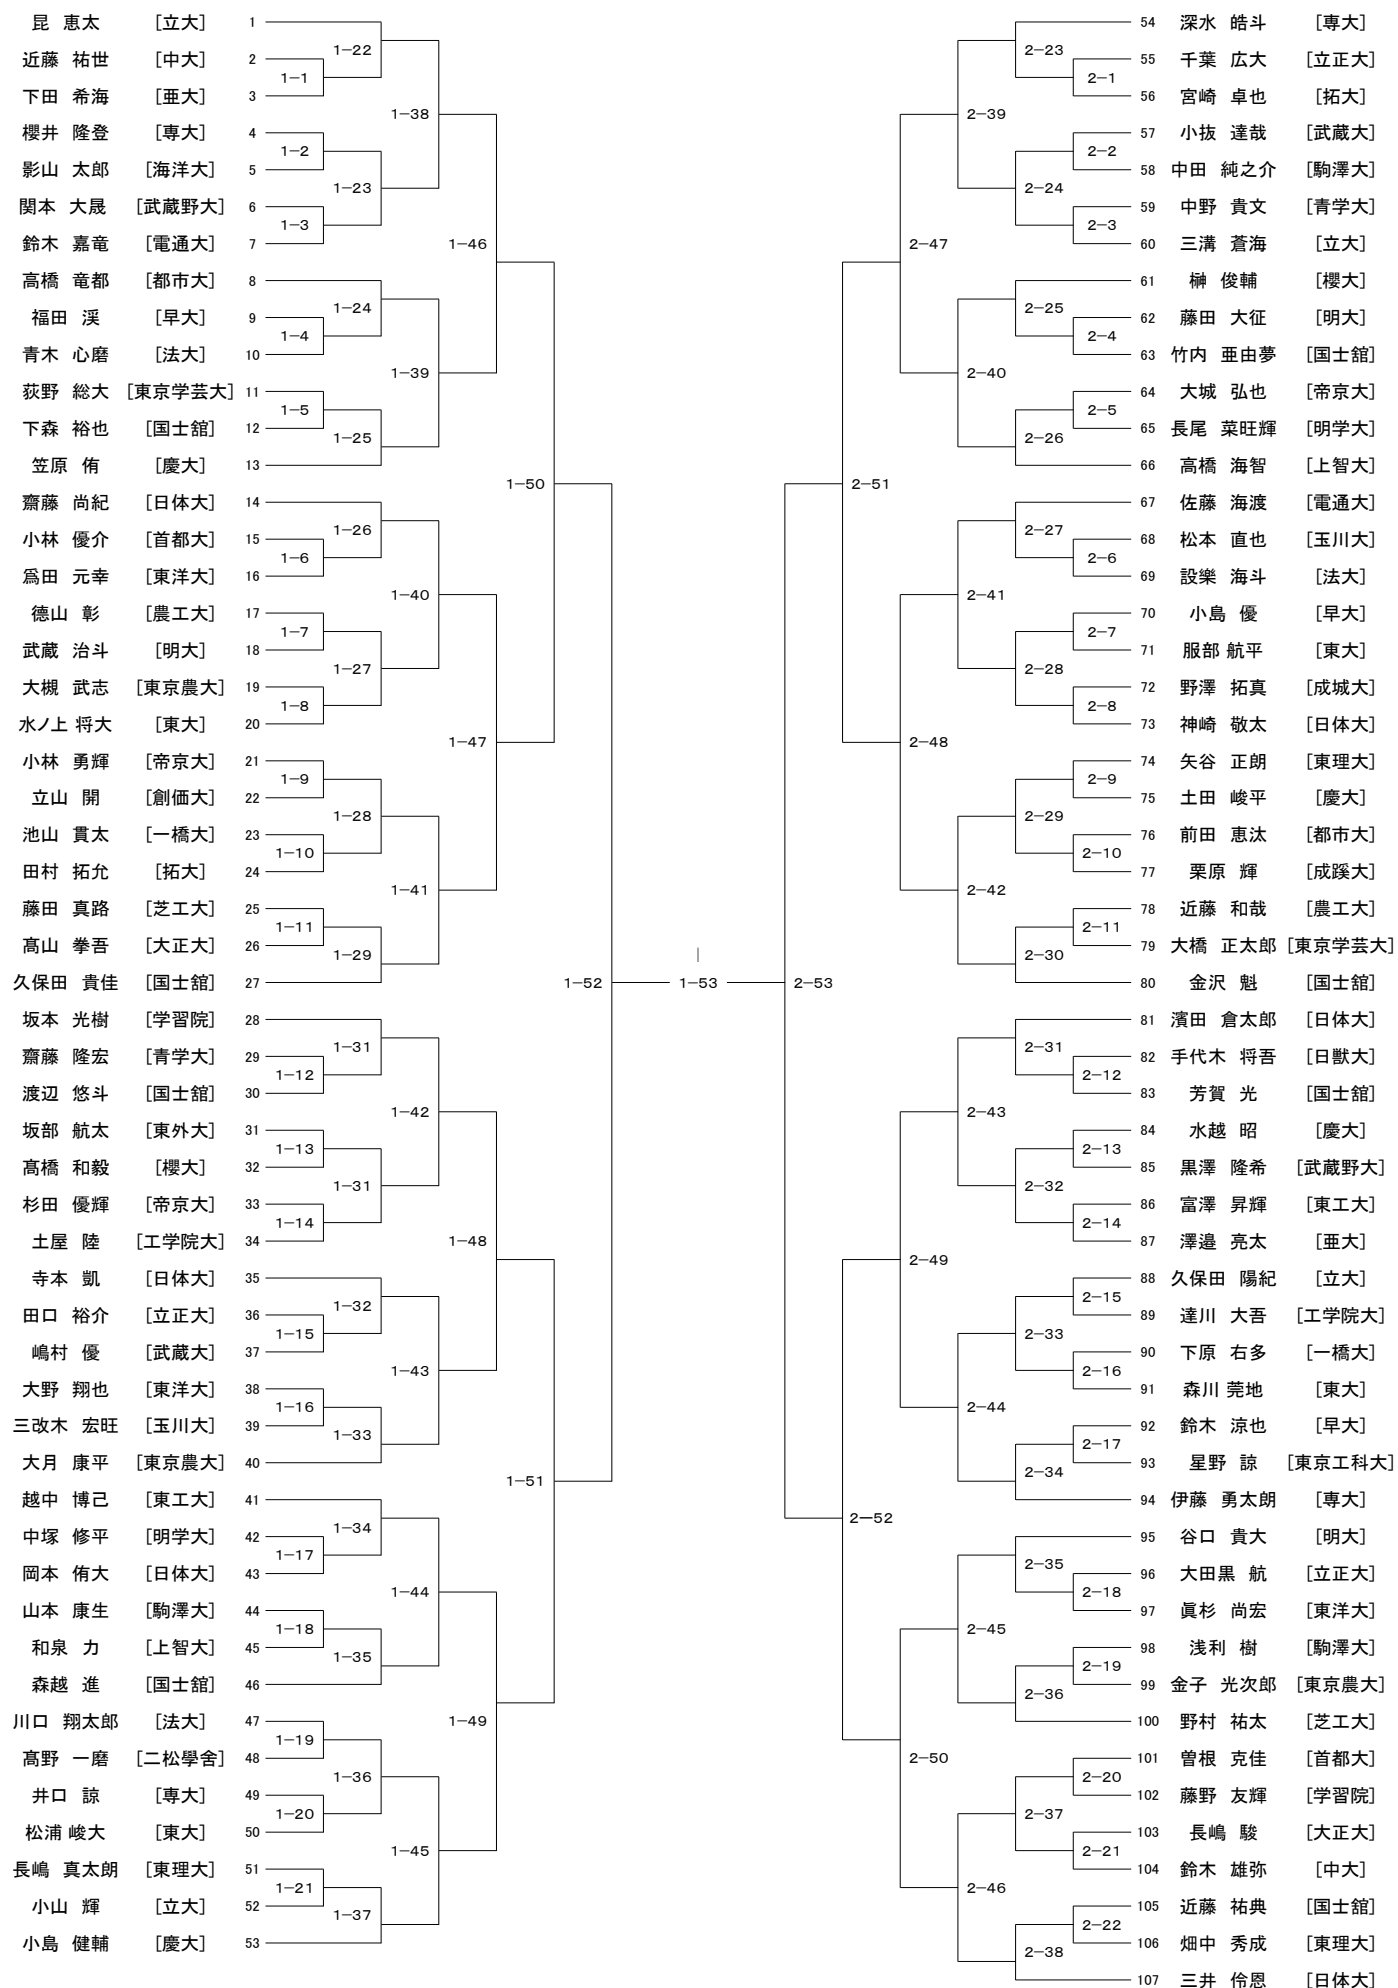 昆 恵太 [立大] 1
近藤 祐世 [中大] 2
下田 希海 [亜大] 3
櫻井 隆登 [専大] 4
影山 太郎 [海洋大] 5
関本 大晟 [武蔵野大] 6
鈴木 嘉竜 [電通大] 7
高橋 竜都 [都市大] 8
福田 渓 [早大] 9
青木 心磨 [法大] 10
荻野 総大 [東京学芸大] 11
下森 裕也 [国士舘] 12
笠原 侑 [慶大] 13
齋藤 尚紀 [日体大] 14
小林 優介 [首都大] 15
爲田 元幸 [東洋大] 16
德山 彰 [農工大] 17
武蔵 治斗 [明大] 18
大槻 武志 [東京農大] 19
水ノ上 将大 [東大] 20
小林 勇輝 [帝京大] 21
立山 開 [創価大] 22
池山 貫太 [一橋大] 23
田村 拓允 [拓大] 24
藤田 真路 [芝工大] 25
髙山 拳吾 [大正大] 26
久保田 貴佳 [国士舘] 27
坂本 光樹 [学習院] 28
齋藤 隆宏 [青学大] 29
渡辺 悠斗 [国士舘] 30
坂部 航太 [東外大] 31
髙橋 和毅 [櫻大] 32
杉田 優輝 [帝京大] 33
土屋 陸 [工学院大] 34
寺本 凱 [日体大] 35
田口 裕介 [立正大] 36
嶋村 優 [武蔵大] 37
大野 翔也 [東洋大] 38
三改木 宏旺 [玉川大] 39
大月 康平 [東京農大] 40
越中 博己 [東工大] 41
中塚 修平 [明学大] 42
岡本 侑大 [日体大] 43
山本 康生 [駒澤大] 44
和泉 力 [上智大] 45
森越 進 [国士舘] 46
川口 翔太郎 [法大] 47
髙野 一磨 [二松學舍] 48
井口 諒 [専大] 49
松浦 峻大 [東大] 50
長嶋 真太朗 [東理大] 51
小山 輝 [立大] 52
小島 健輔 [慶大] 53
1-1
1-2
1-3
1-4
1-5
1-6
1-7
1-8
1-9
1-10
1-11
1-12
1-13
1-14
1-15
1-16
1-17
1-18
1-19
1-20
1-21
1-22
1-23
1-24
1-25
1-26
1-27
1-28
1-29
1-31
1-31
1-32
1-33
1-34
1-35
1-36
1-37
1-38
1-39
1-40
1-41
1-42
1-43
1-44
1-45
1-46
1-47
1-48
1-49
1-50
1-51
1-52
1-53
2-53
2-51
2-52
2-47
2-48
2-49
2-50
2-39
2-40
2-41
2-42
2-43
2-44
2-45
2-46
2-23
2-24
2-25
2-26
2-27
2-28
2-29
2-30
2-31
2-32
2-33
2-34
2-35
2-36
2-37
2-38
2-1
2-2
2-3
2-4
2-5
2-6
2-7
2-8
2-9
2-10
2-11
2-12
2-13
2-14
2-15
2-16
2-17
2-18
2-19
2-20
2-21
2-22
54 深水 皓斗 [専大]
55 千葉 広大 [立正大]
56 宮崎 卓也 [拓大]
57 小抜 達哉 [武蔵大]
58 中田 純之介 [駒澤大]
59 中野 貴文 [青学大]
60 三溝 蒼海 [立大]
61 榊 俊輔 [櫻大]
62 藤田 大征 [明大]
63 竹内 亜由夢 [国士舘]
64 大城 弘也 [帝京大]
65 長尾 菜旺輝 [明学大]
66 高橋 海智 [上智大]
67 佐藤 海渡 [電通大]
68 松本 直也 [玉川大]
69 設樂 海斗 [法大]
70 小島 優 [早大]
71 服部 航平 [東大]
72 野澤 拓真 [成城大]
73 神崎 敬太 [日体大]
74 矢谷 正朗 [東理大]
75 土田 峻平 [慶大]
76 前田 恵汰 [都市大]
77 栗原 輝 [成蹊大]
78 近藤 和哉 [農工大]
79 大橋 正太郎 [東京学芸大]
80 金沢 魁 [国士舘]
81 濱田 倉太郎 [日体大]
82 手代木 将吾 [日獣大]
83 芳賀 光 [国士舘]
84 水越 昭 [慶大]
85 黒澤 隆希 [武蔵野大]
86 富澤 昇輝 [東工大]
87 澤邉 亮太 [亜大]
88 久保田 陽紀 [立大]
89 達川 大吾 [工学院大]
90 下原 右多 [一橋大]
91 森川 莞地 [東大]
92 鈴木 涼也 [早大]
93 星野 諒 [東京工科大]
94 伊藤 勇太朗 [専大]
95 谷口 貴大 [明大]
96 大田黒 航 [立正大]
97 眞杉 尚宏 [東洋大]
98 浅利 樹 [駒澤大]
99 金子 光次郎 [東京農大]
100 野村 祐太 [芝工大]
101 曽根 克佳 [首都大]
102 藤野 友輝 [学習院]
103 長嶋 駿 [大正大]
104 鈴木 雄弥 [中大]
105 近藤 祐典 [国士舘]
106 畑中 秀成 [東理大]
107 三井 伶恩 [日体大]